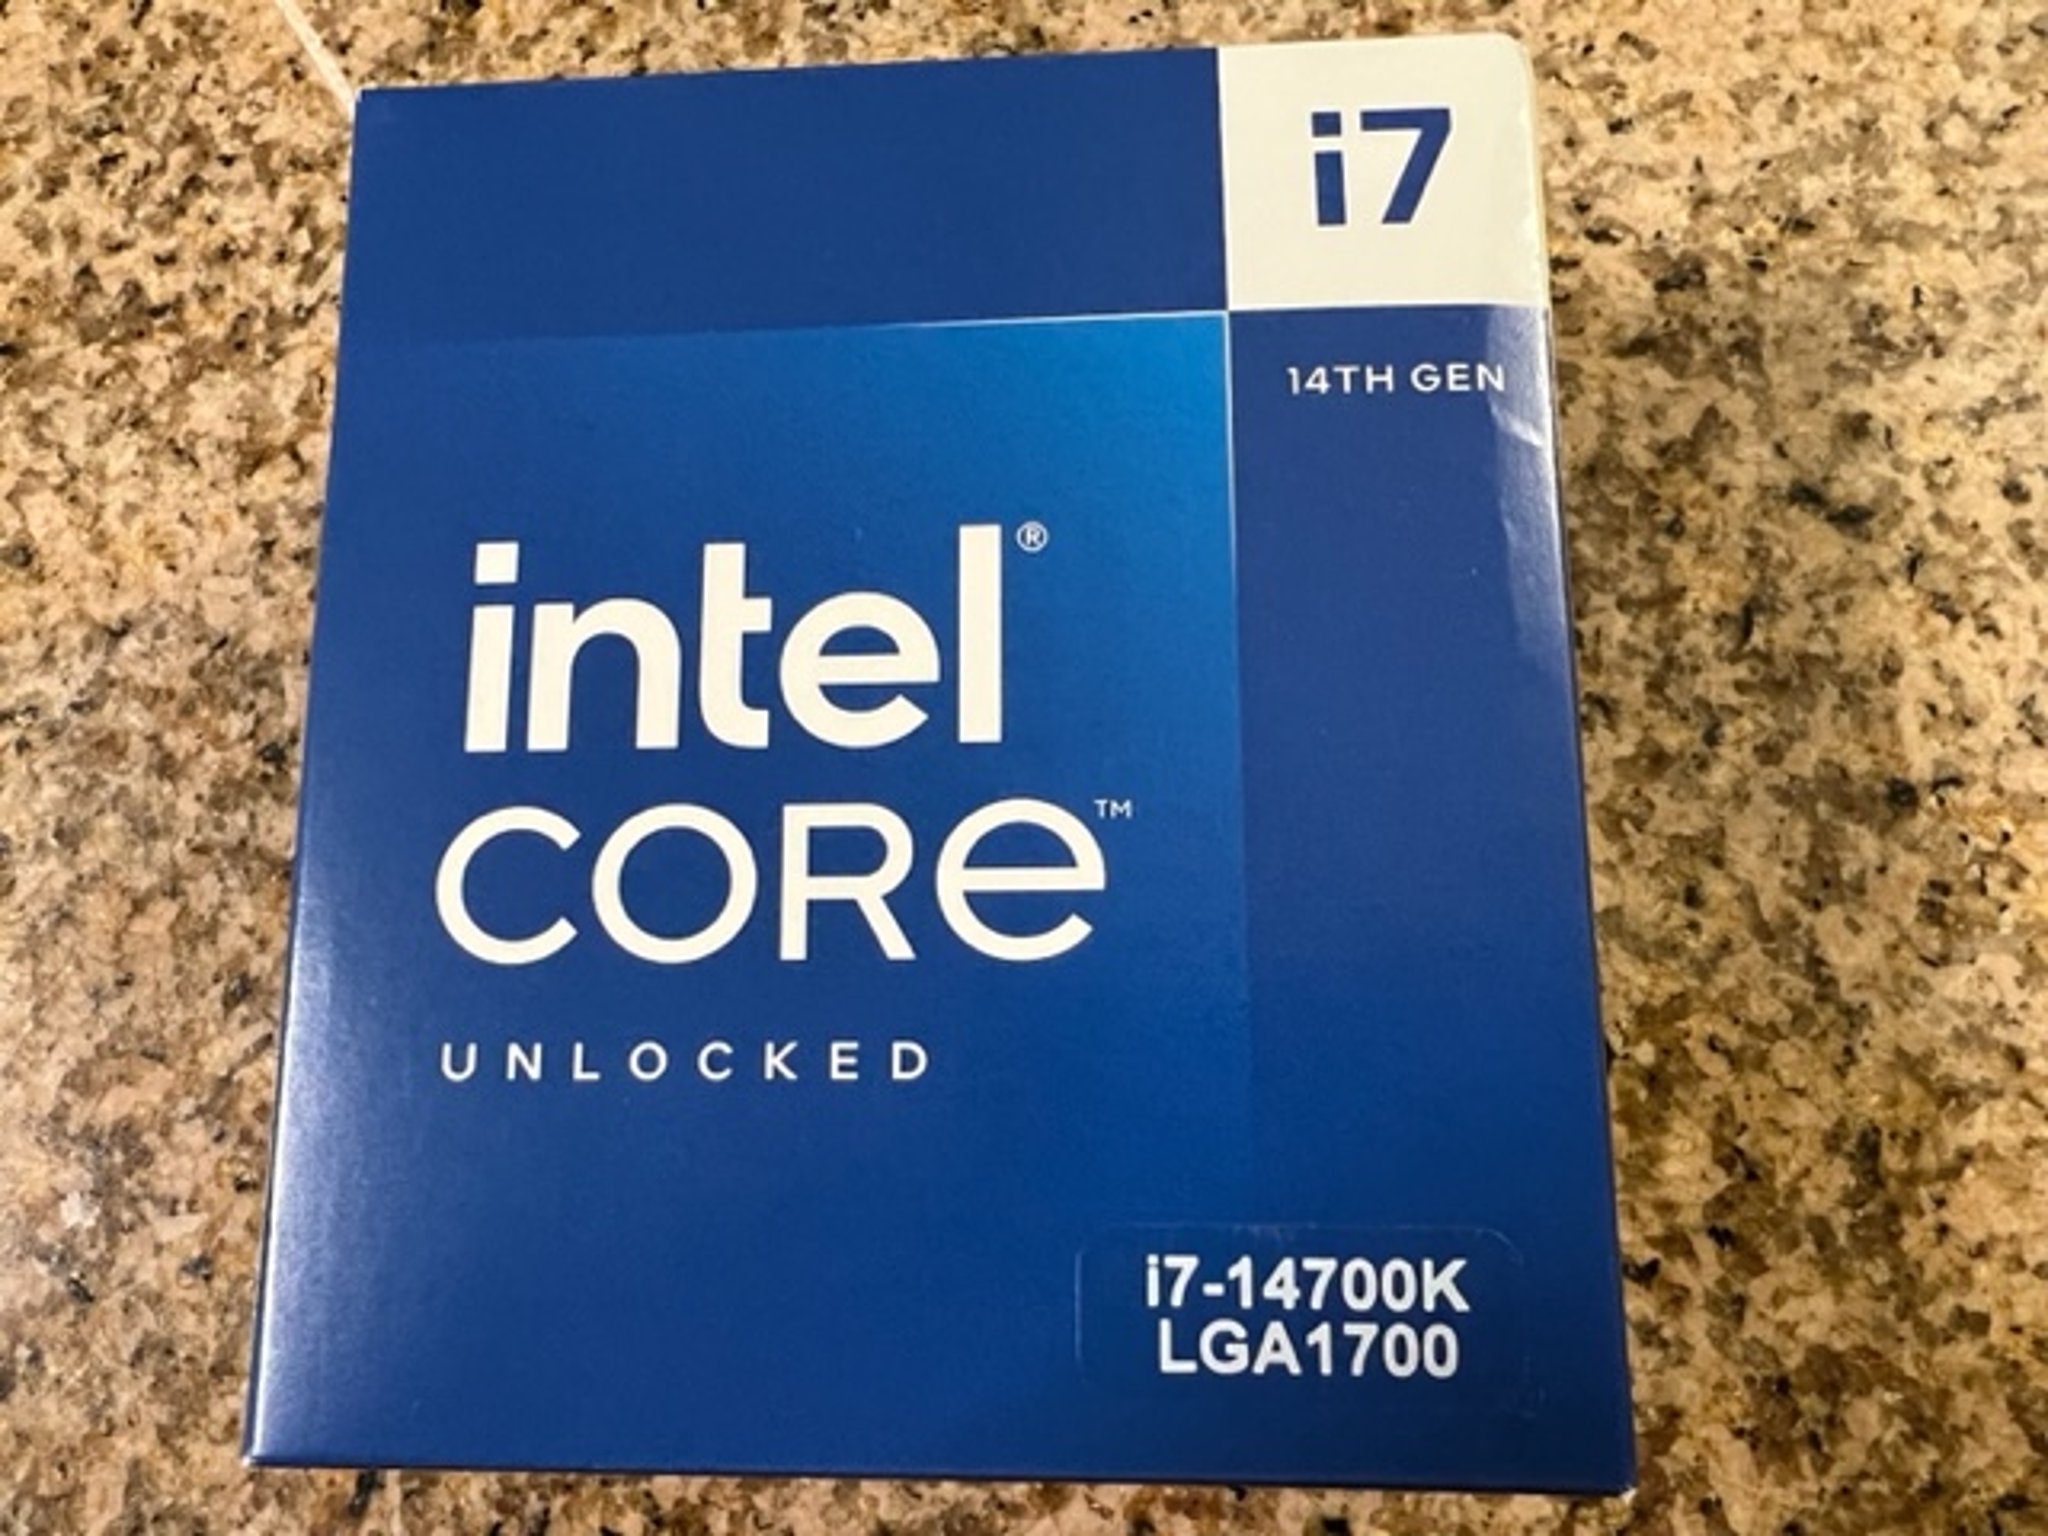 i7
14TH GEN
intel®
CORe™
UNLOCKED
i7-14700K
LGA1700